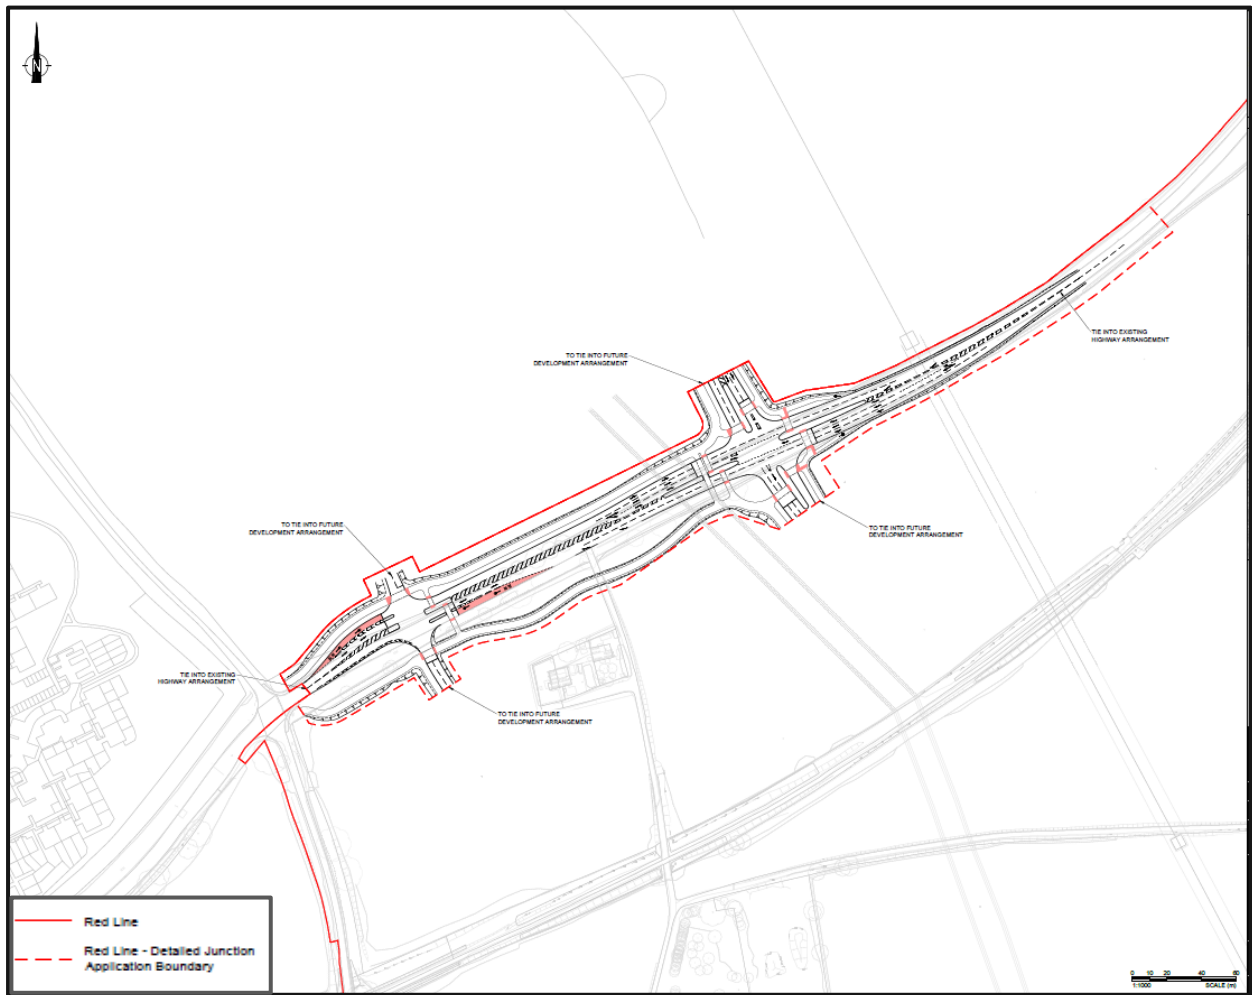 N
TO TIE INTO FUTURE
DEVELOPMENT ARRANGEMENT
TIE INTO EXISTING
HIGHWAY ARRANGEMENT
TO TIE INTO FUTURE
DEVELOPMENT ARRANGEMENT
TO TIE INTO FUTURE
DEVELOPMENT ARRANGEMENT
TIE INTO EXISTING
HIGHWAY ARRANGEMENT
TO TIE INTO FUTURE
DEVELOPMENT ARRANGEMENT
Red Line
Red Line - Detailed Junction
Application Boundary
0 10 20 40 60
1:1000 SCALE (m)